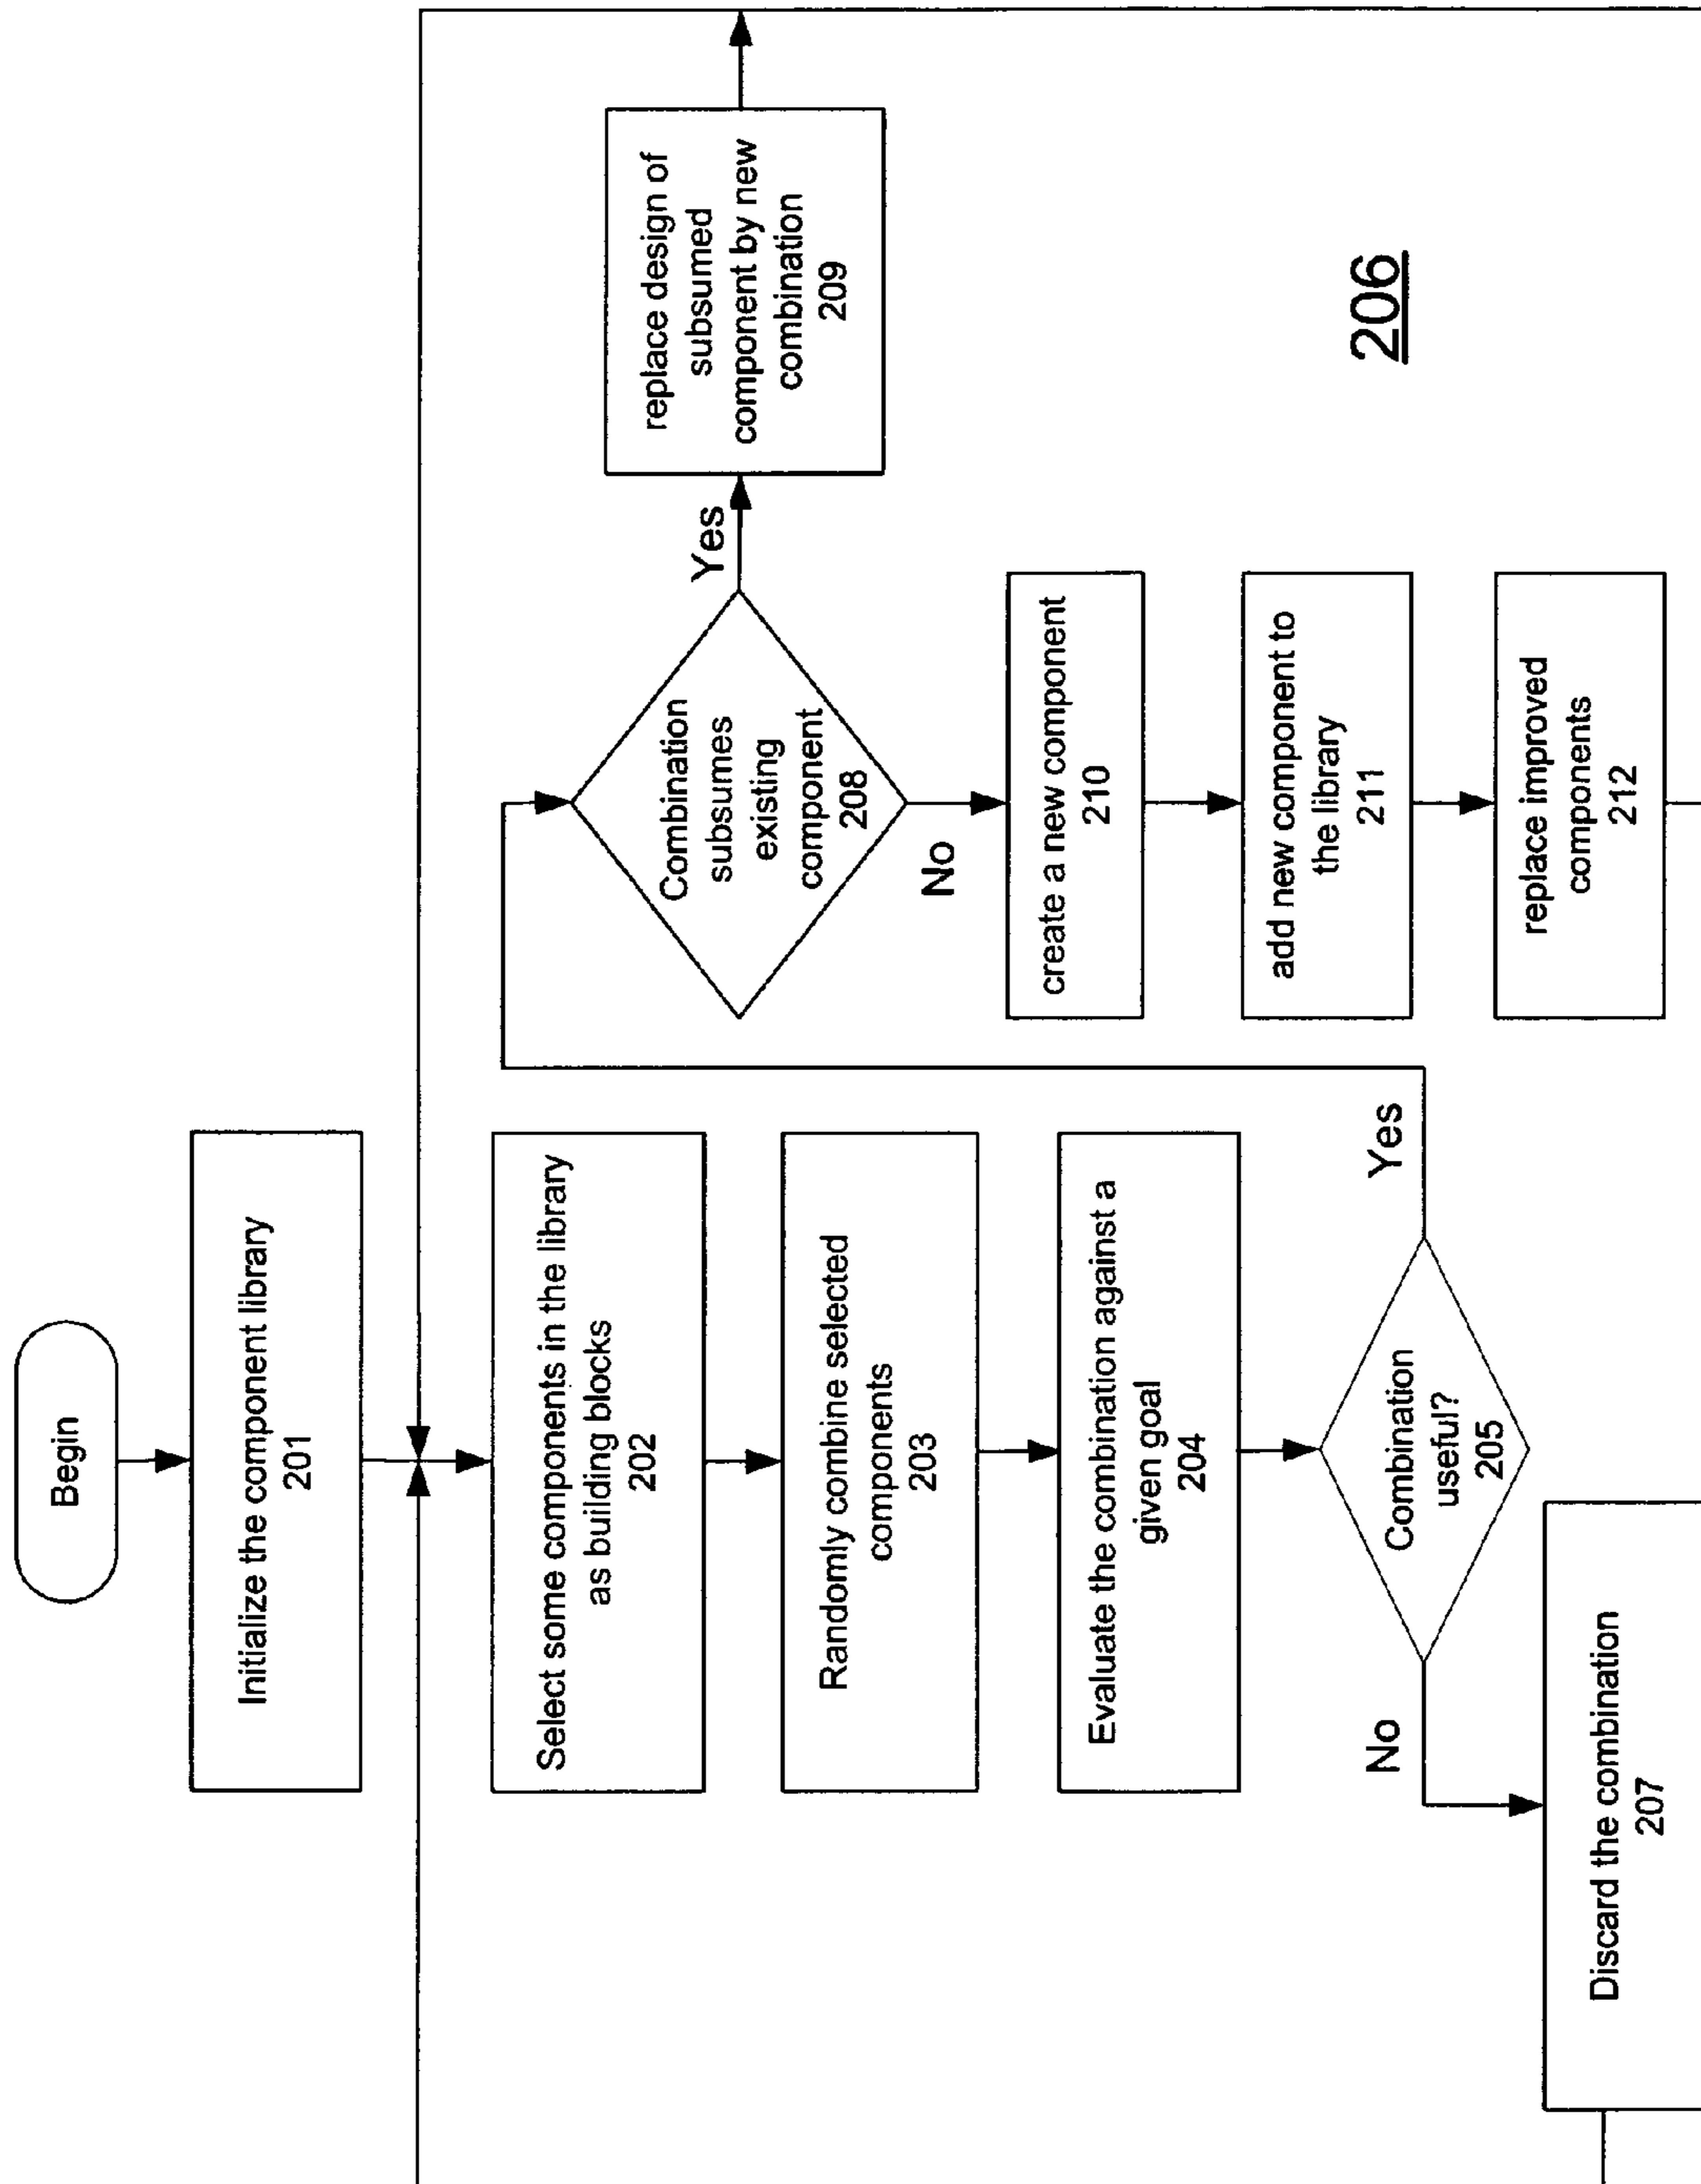 Begin
Initialize the component library
201
Select some components in the library
as building blocks
202
Randomly combine selected
components
203
Evaluate the combination against a
given goal
204
Combination
useful?
205
No
Yes
Discard the combination
207
Combination
subsumes
existing
component
208
Yes
No
replace design of
subsumed
component by new
combination
209
create a new component
210
add new component to
the library
211
replace improved
components
212
206